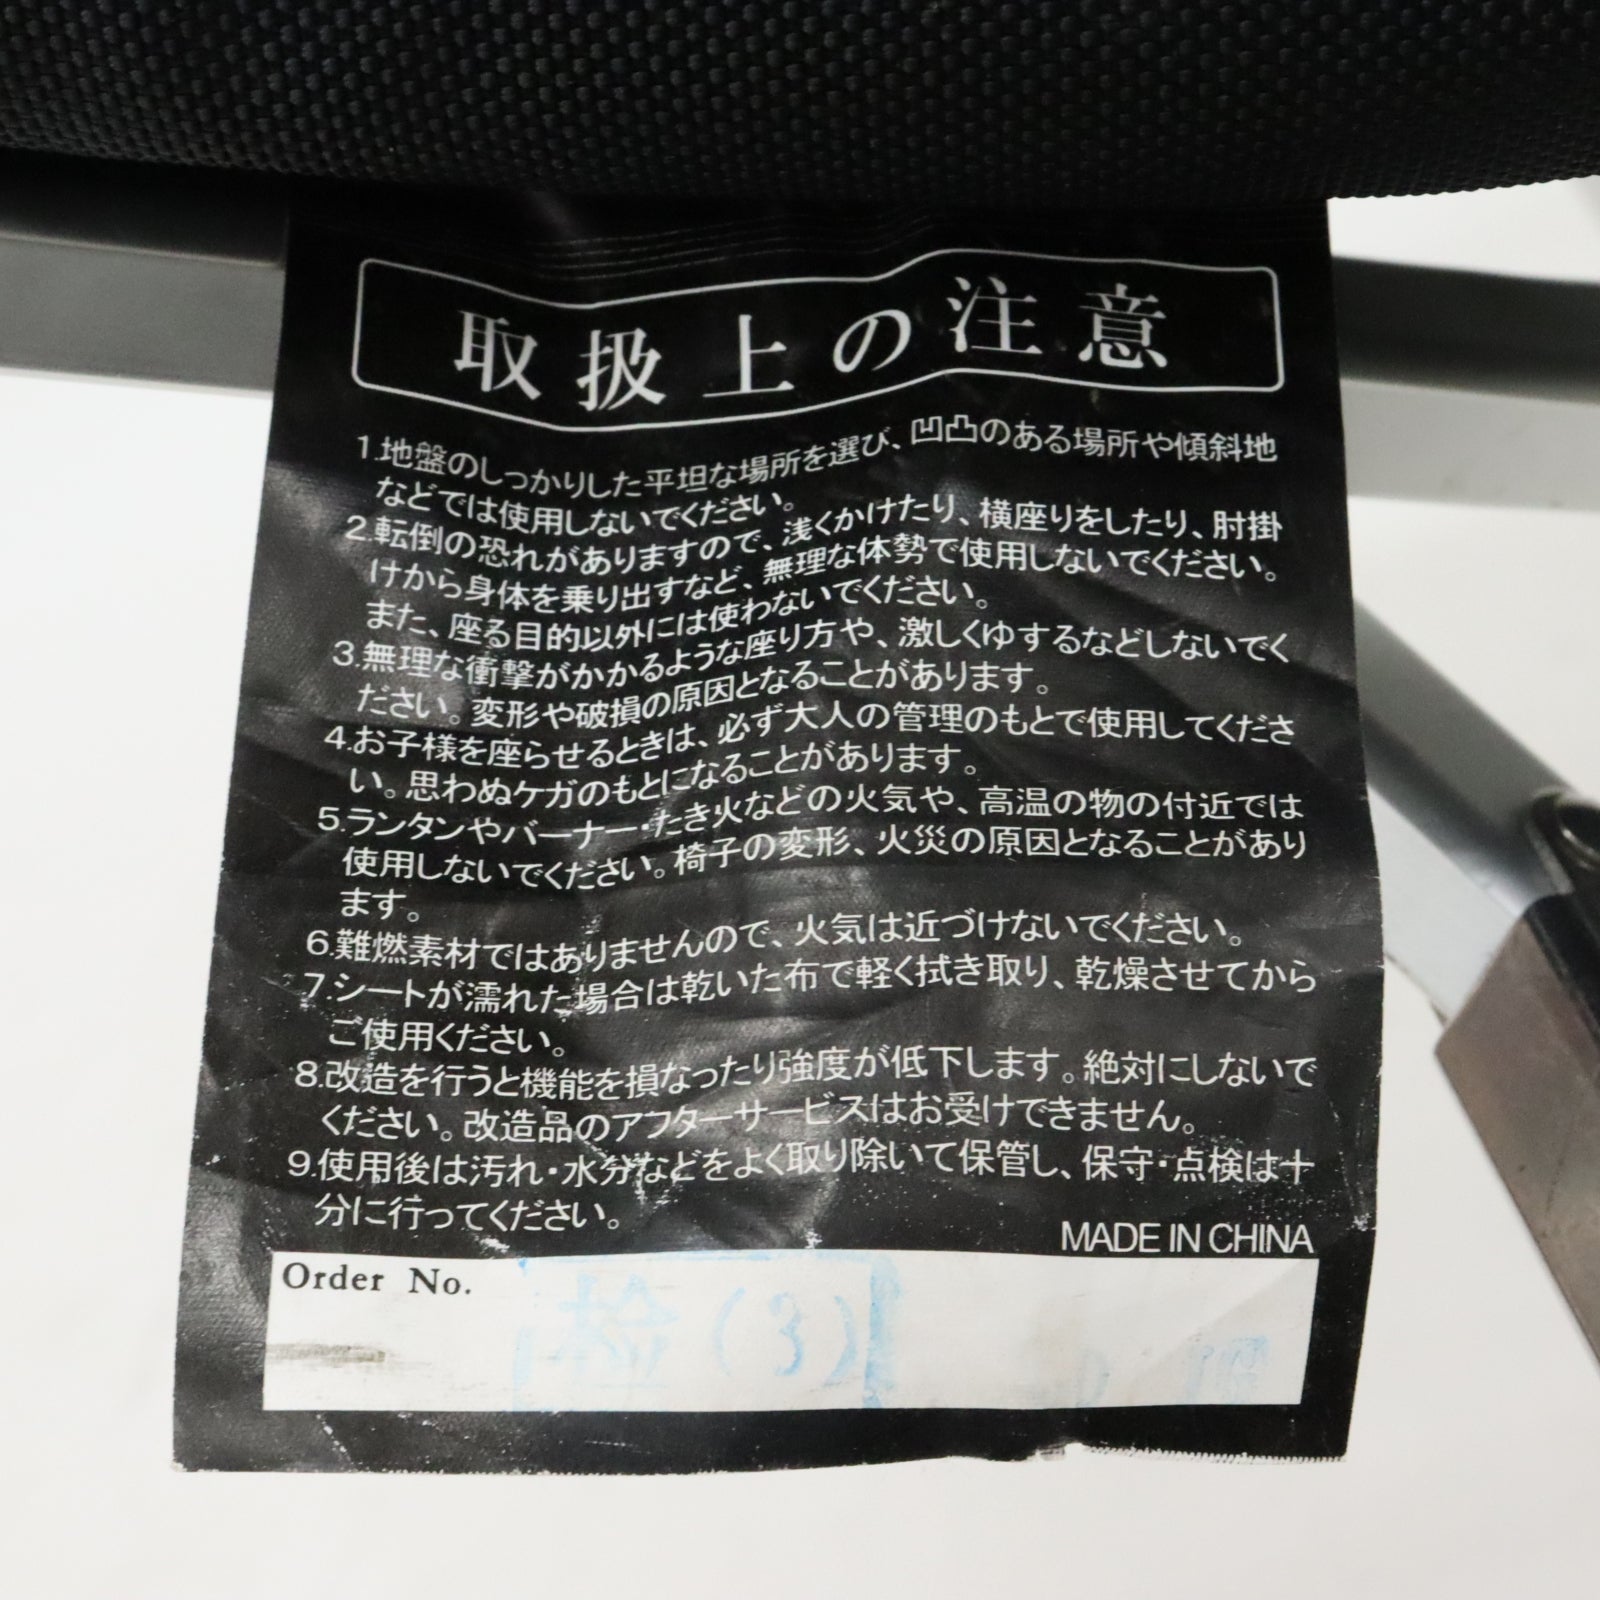 取扱上の注意
1.地盤のしっかりした平坦な場所を選び、凹凸のある場所や傾斜地
などでは使用しないでください。
2.転倒の恐れがありますので、浅くかけたり、横座りをしたり、肘掛
けから身体を乗り出すなど、無理な体勢で使用しないでください。
また、座る目的以外には使わないでください。
3.無理な衝撃がかかるような座り方や、激しくゆするなどしないでく
ださい。変形や破損の原因となることがあります。
4.お子様を座らせるときは、必ず大人の管理のもとで使用してくださ
い。思わぬケガのもとになることがあります。
5.ランタンやバーナー・たき火などの火気や、高温の物の付近では
使用しないでください。椅子の変形、火災の原因となることがあり
ます。
6.難燃素材ではありませんので、火気は近づけないでください。
7.シートが濡れた場合は乾いた布で軽く拭き取り、乾燥させてから
ご使用ください。
8.改造を行うと機能を損なったり強度が低下します。絶対にしないで
ください。改造品のアフターサービスはお受けできません。
9.使用後は汚れ・水分などをよく取り除いて保管し、保守・点検は十
分に行ってください。
MADE IN CHINA
Order No.
検(3)